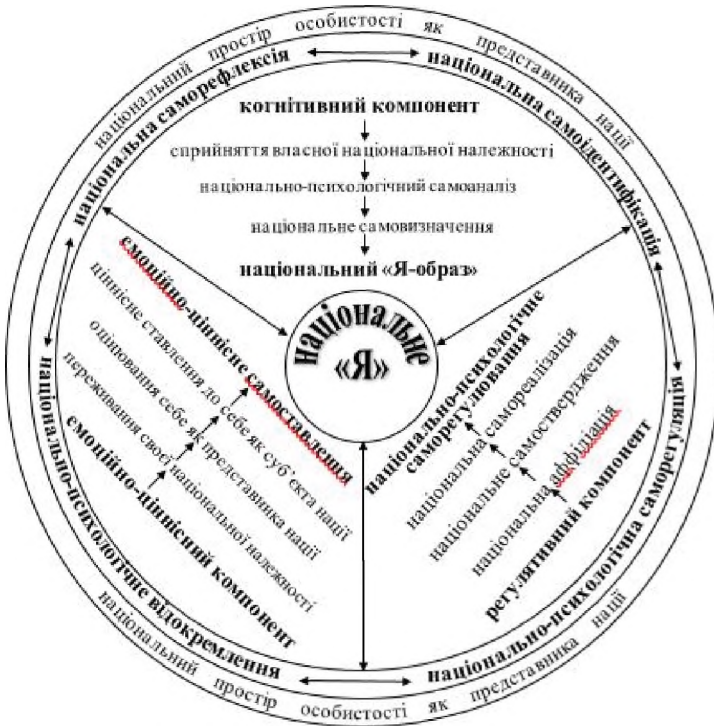 національний простір особистості як представника нації
національна саморефлексія
національна самоідентифікація
когнітивний компонент
сприйняття власної національної належності
національно-психологічний самоаналіз
національне самовизначення
національний «Я-образ»
національне
«Я»
ємоційно-ціннісне самоставлення
ціннісне ставлення до себе як суб’єкта нації
оцінювання себе як представника нації
переживання своєї національної належності
ємоційно-ціннісний компонент
національно-психологічне
саморегулювання
національна самореалізація
національне самоствердження
національна аффіліація
регулятивний компонент
національно-психологічне відокремлення
національно-психологічна саморегуляція
національний простір особистості як представника нації